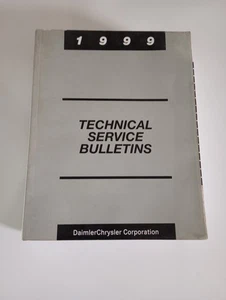 1999
TECHNICAL
SERVICE
BULLETINS
DaimlerChrysler Corporation